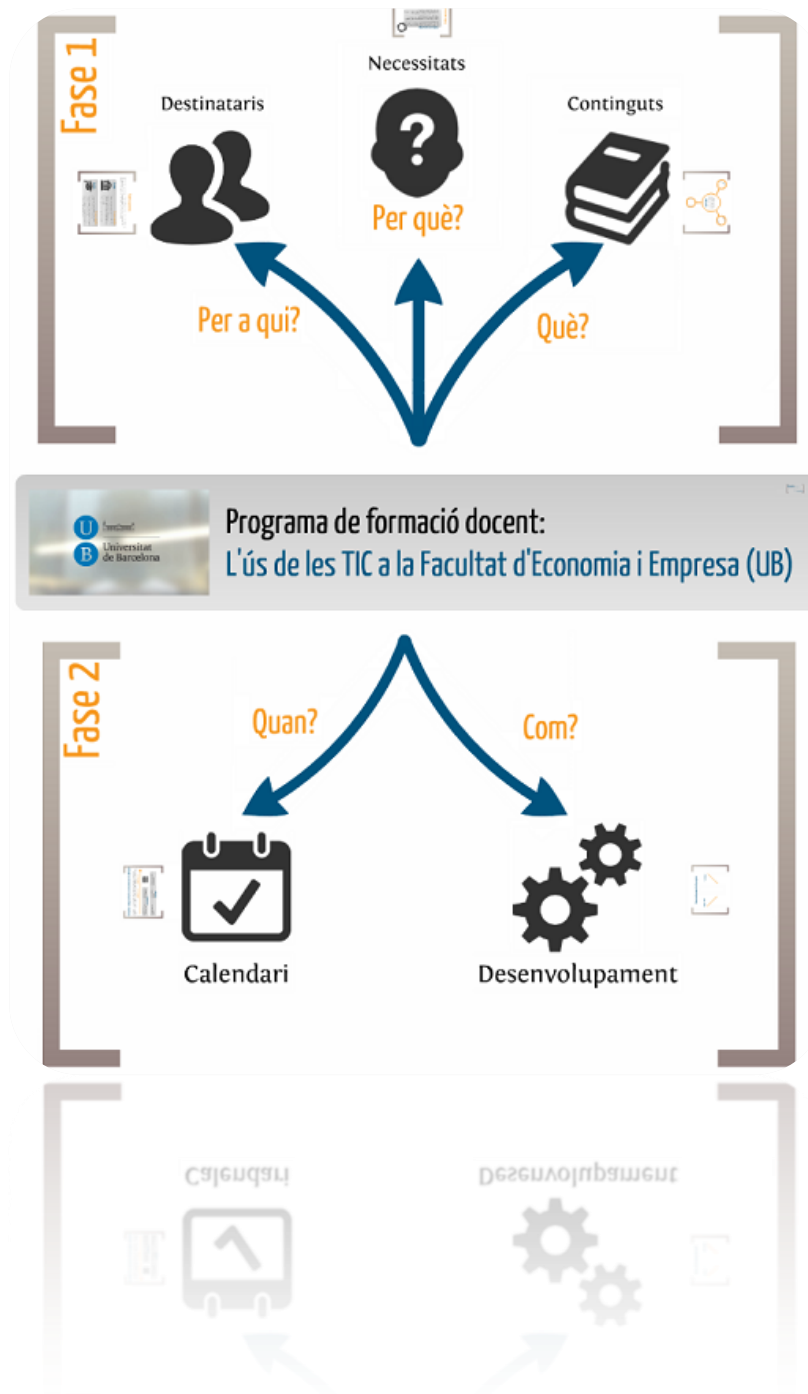 Fase 1
Necessitats
Destinataris
Continguts
Per què?
Per a qui?
Què?
U
B
Universitat
de Barcelona
Programa de formació docent:
L'ús de les TIC a la Facultat d'Economia i Empresa (UB)
Fase 2
Quan?
Com?
Calendari
Desenvolupament
Calendari
Desenvolupament